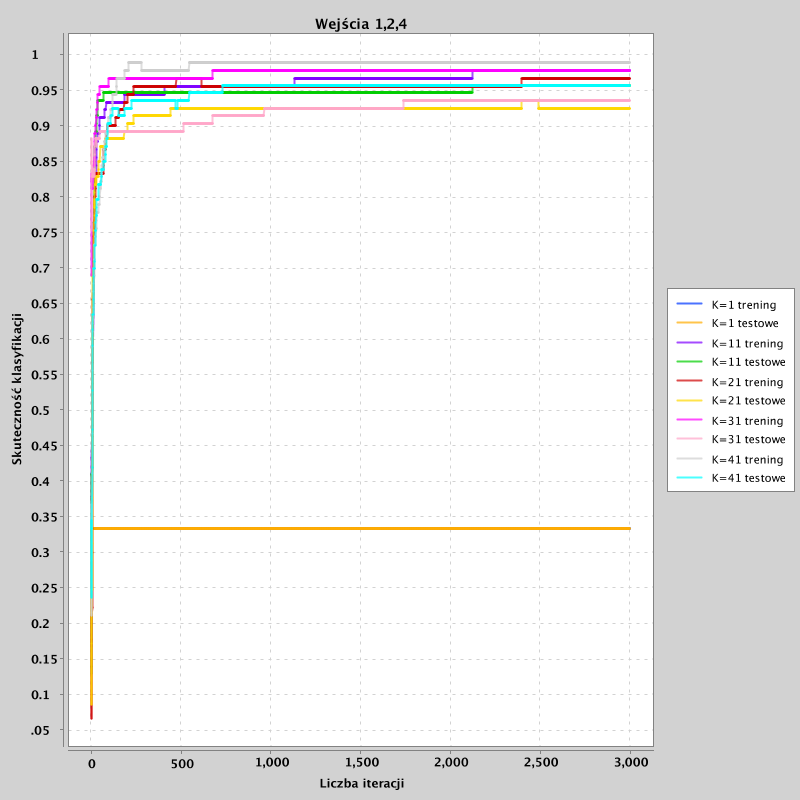 Wejścia 1,2,4
Skuteczność klasyfikacji
1
0.95
0.9
0.85
0.8
0.75
0.7
0.65
0.6
0.55
0.5
0.45
0.4
0.35
0.3
0.25
0.2
0.15
0.1
.05
0
500
1,000
1,500
2,000
2,500
3,000
Liczba iteracji
K=1 trening
K=1 testowe
K=11 trening
K=11 testowe
K=21 trening
K=21 testowe
K=31 trening
K=31 testowe
K=41 trening
K=41 testowe